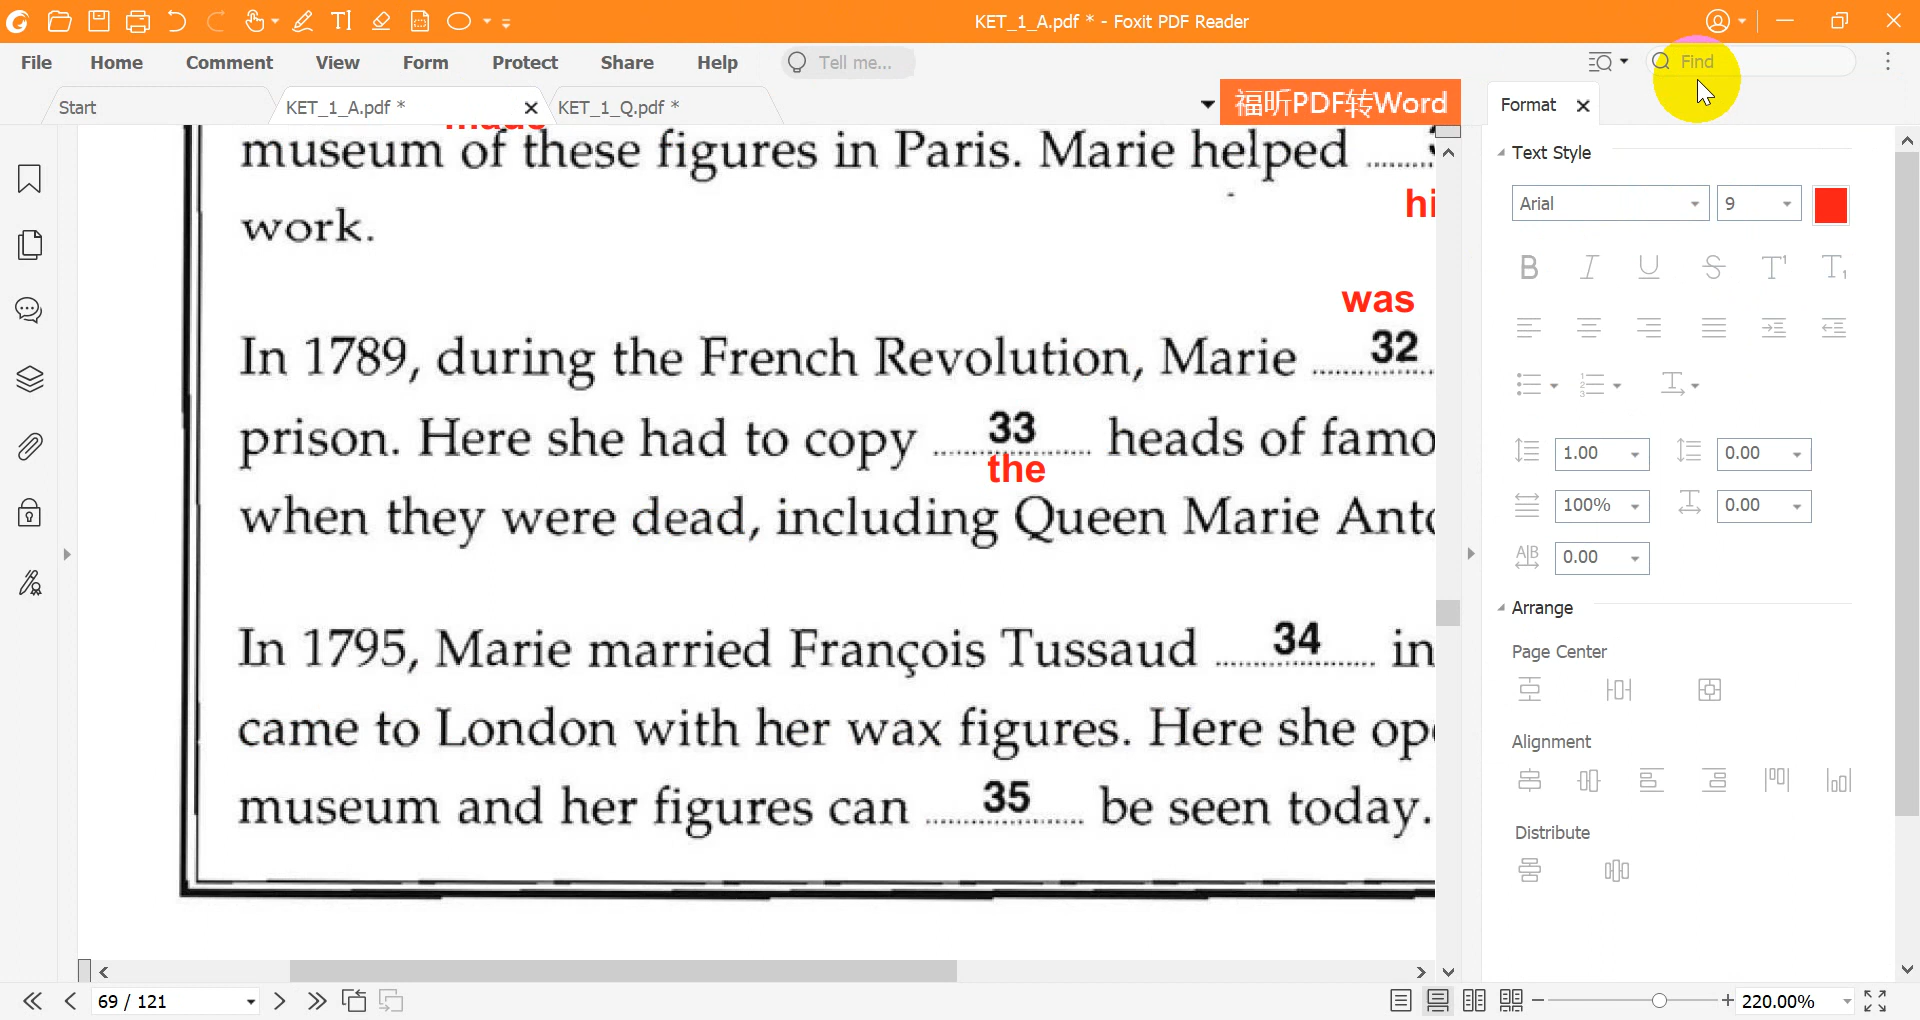 KET_1_A.pdf * - Foxit PDF Reader
File Home Comment View Form Protect Share Help Tell me... Find
Start KET_1_A.pdf * KET_1_Q.pdf * 福昕PDF转Word Format
museum of these figures in Paris. Marie helped
hi
work.
was
In 1789, during the French Revolution, Marie ........ 32
prison. Here she had to copy ........ 33 ........ heads of famo
the
when they were dead, including Queen Marie Anto
In 1795, Marie married François Tussaud ........ 34 ........ in
came to London with her wax figures. Here she ope
museum and her figures can ........ 35 ........ be seen today.
Text Style
Arial 9
1.00 0.00
100% 0.00
0.00
Arrange
Page Center
Alignment
Distribute
69 / 121 220.00%